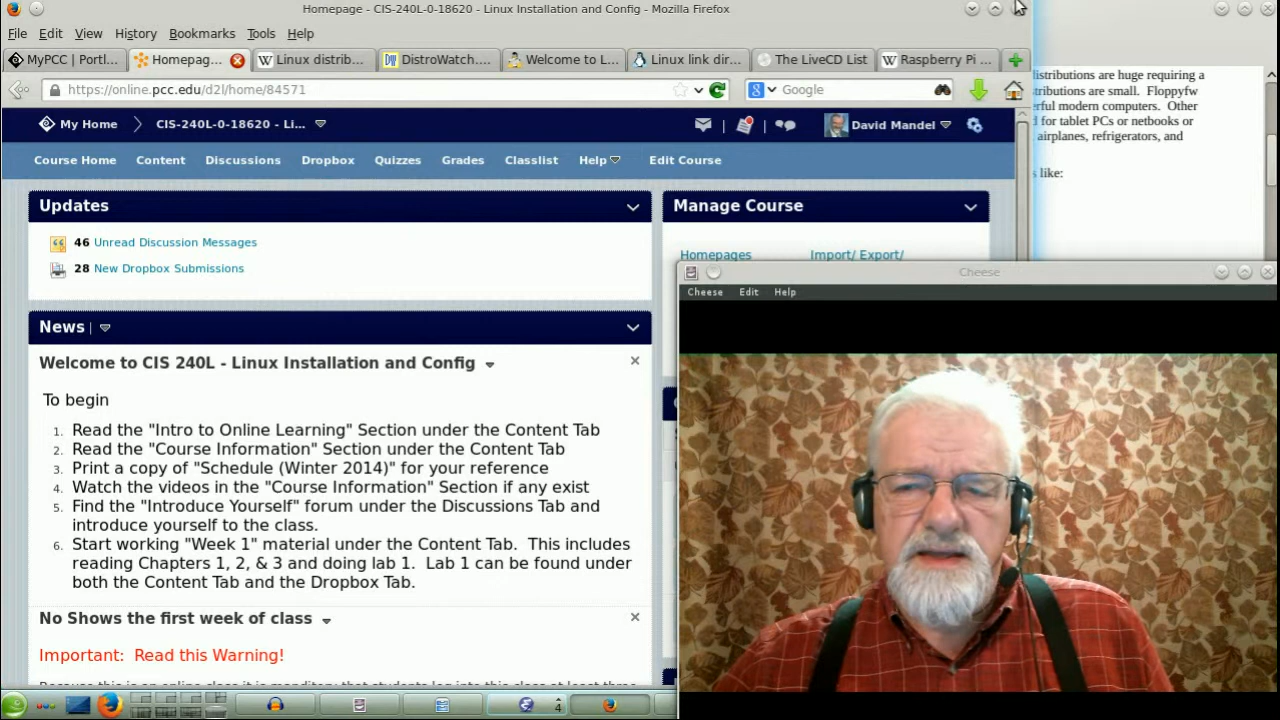 Homepage - CIS-240L-0-18620 - Linux Installation and Config - Mozilla Firefox
File Edit View History Bookmarks Tools Help
MyPCC | Portl... Homepag... Linux distrib... DistroWatch.... Welcome to L... Linux link dir... The LiveCD List Raspberry Pi ...
https://online.pcc.edu/d2l/home/84571
Google
My Home CIS-240L-0-18620 - Li...
David Mandel
Course Home Content Discussions Dropbox Quizzes Grades Classlist Help Edit Course
Updates
46 Unread Discussion Messages
28 New Dropbox Submissions
News
Welcome to CIS 240L - Linux Installation and Config
To begin
1. Read the "Intro to Online Learning" Section under the Content Tab
2. Read the "Course Information" Section under the Content Tab
3. Print a copy of "Schedule (Winter 2014)" for your reference
4. Watch the videos in the "Course Information" Section if any exist
5. Find the "Introduce Yourself" forum under the Discussions Tab and
introduce yourself to the class.
6. Start working "Week 1" material under the Content Tab. This includes
reading Chapters 1, 2, & 3 and doing lab 1. Lab 1 can be found under
both the Content Tab and the Dropbox Tab.
No Shows the first week of class
Important: Read this Warning!
Manage Course
Homepages Import/ Export/
istributions are huge requiring a
tributions are small. Floppyfw
rful modern computers. Other
for tablet PCs or netbooks or
airplanes, refrigerators, and
like:
Cheese
Cheese Edit Help
4